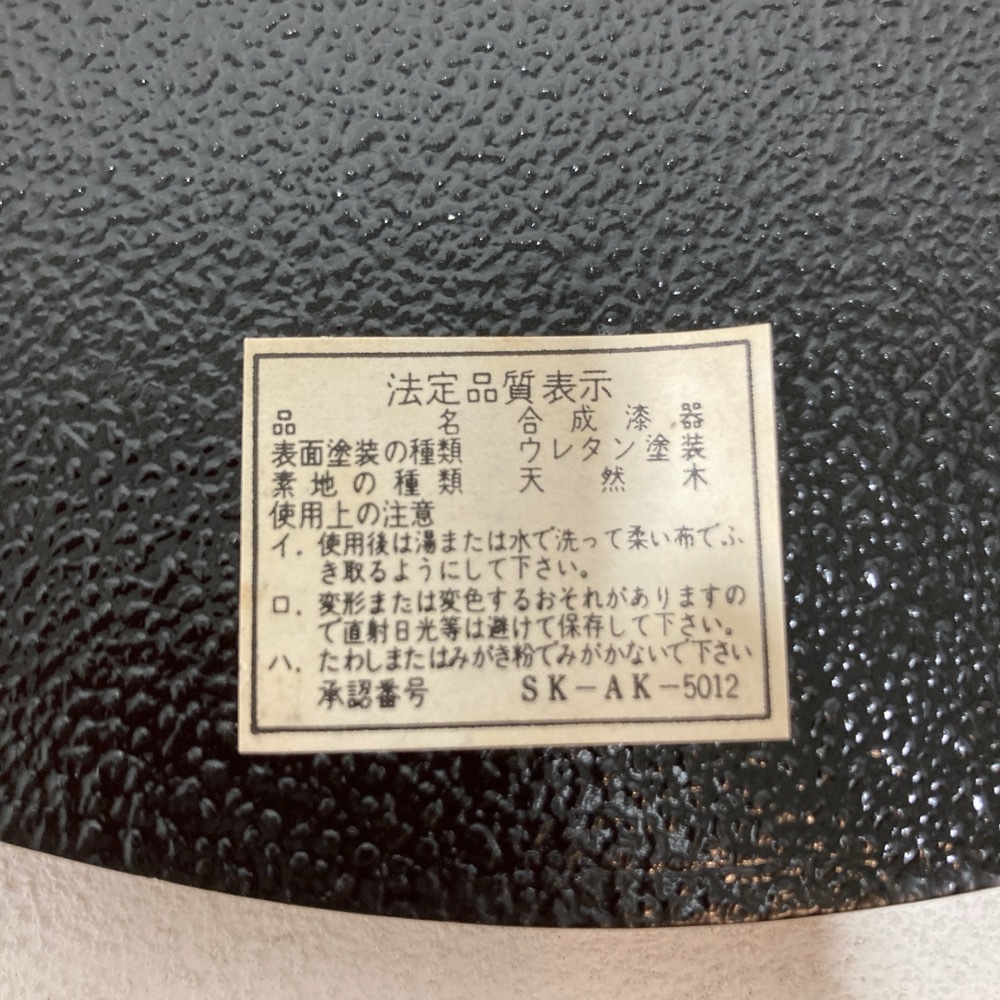 法定品質表示
品名 合成漆器
表面塗装の種類 ウレタン塗装
素地の種類 天然木
使用上の注意
イ. 使用後は湯または水で洗って柔い布でふ
き取るようにして下さい。
ロ. 変形または変色するおそれがありますの
で直射日光等は避けて保存して下さい。
ハ. たわしまたはみがき粉でみがかないで下さい
承認番号 SK-AK-5012